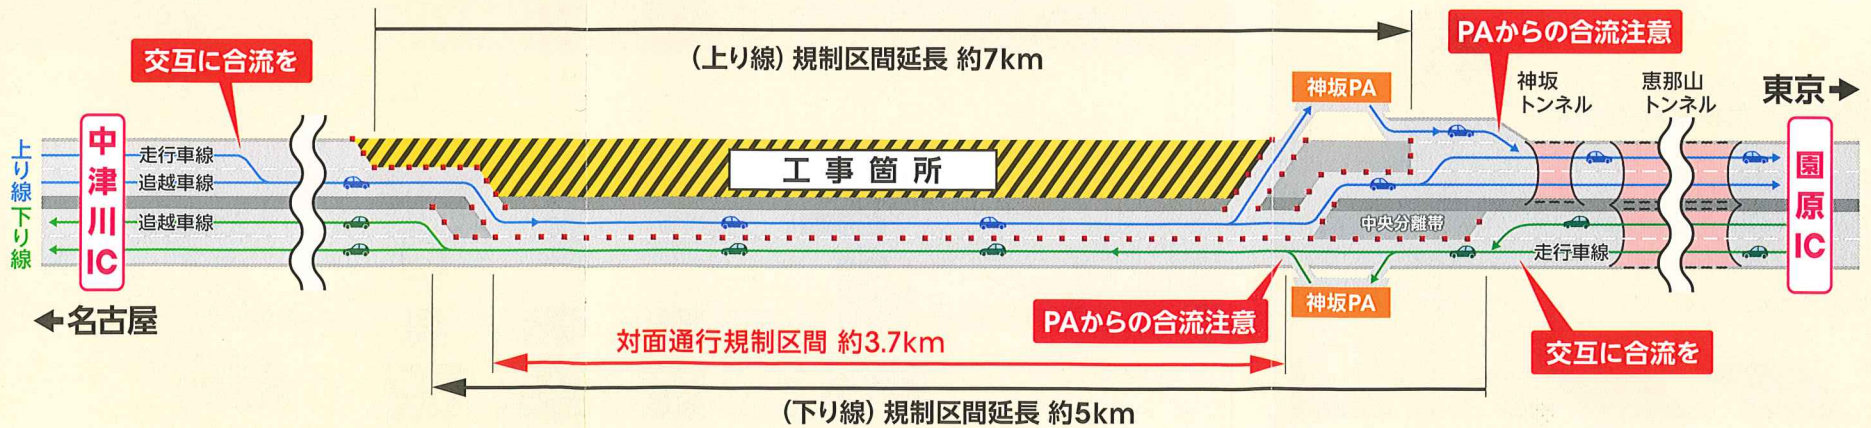 (上り線) 規制区間延長 約7km
交互に合流を
PAからの合流注意
神坂PA
神坂
トンネル
恵那山
トンネル
東京
中津川IC
上り線
走行車線
追越車線
工事箇所
園原IC
下り線
追越車線
中央分離帯
走行車線
名古屋
神坂PA
PAからの合流注意
交互に合流を
対面通行規制区間 約3.7km
(下り線) 規制区間延長 約5km